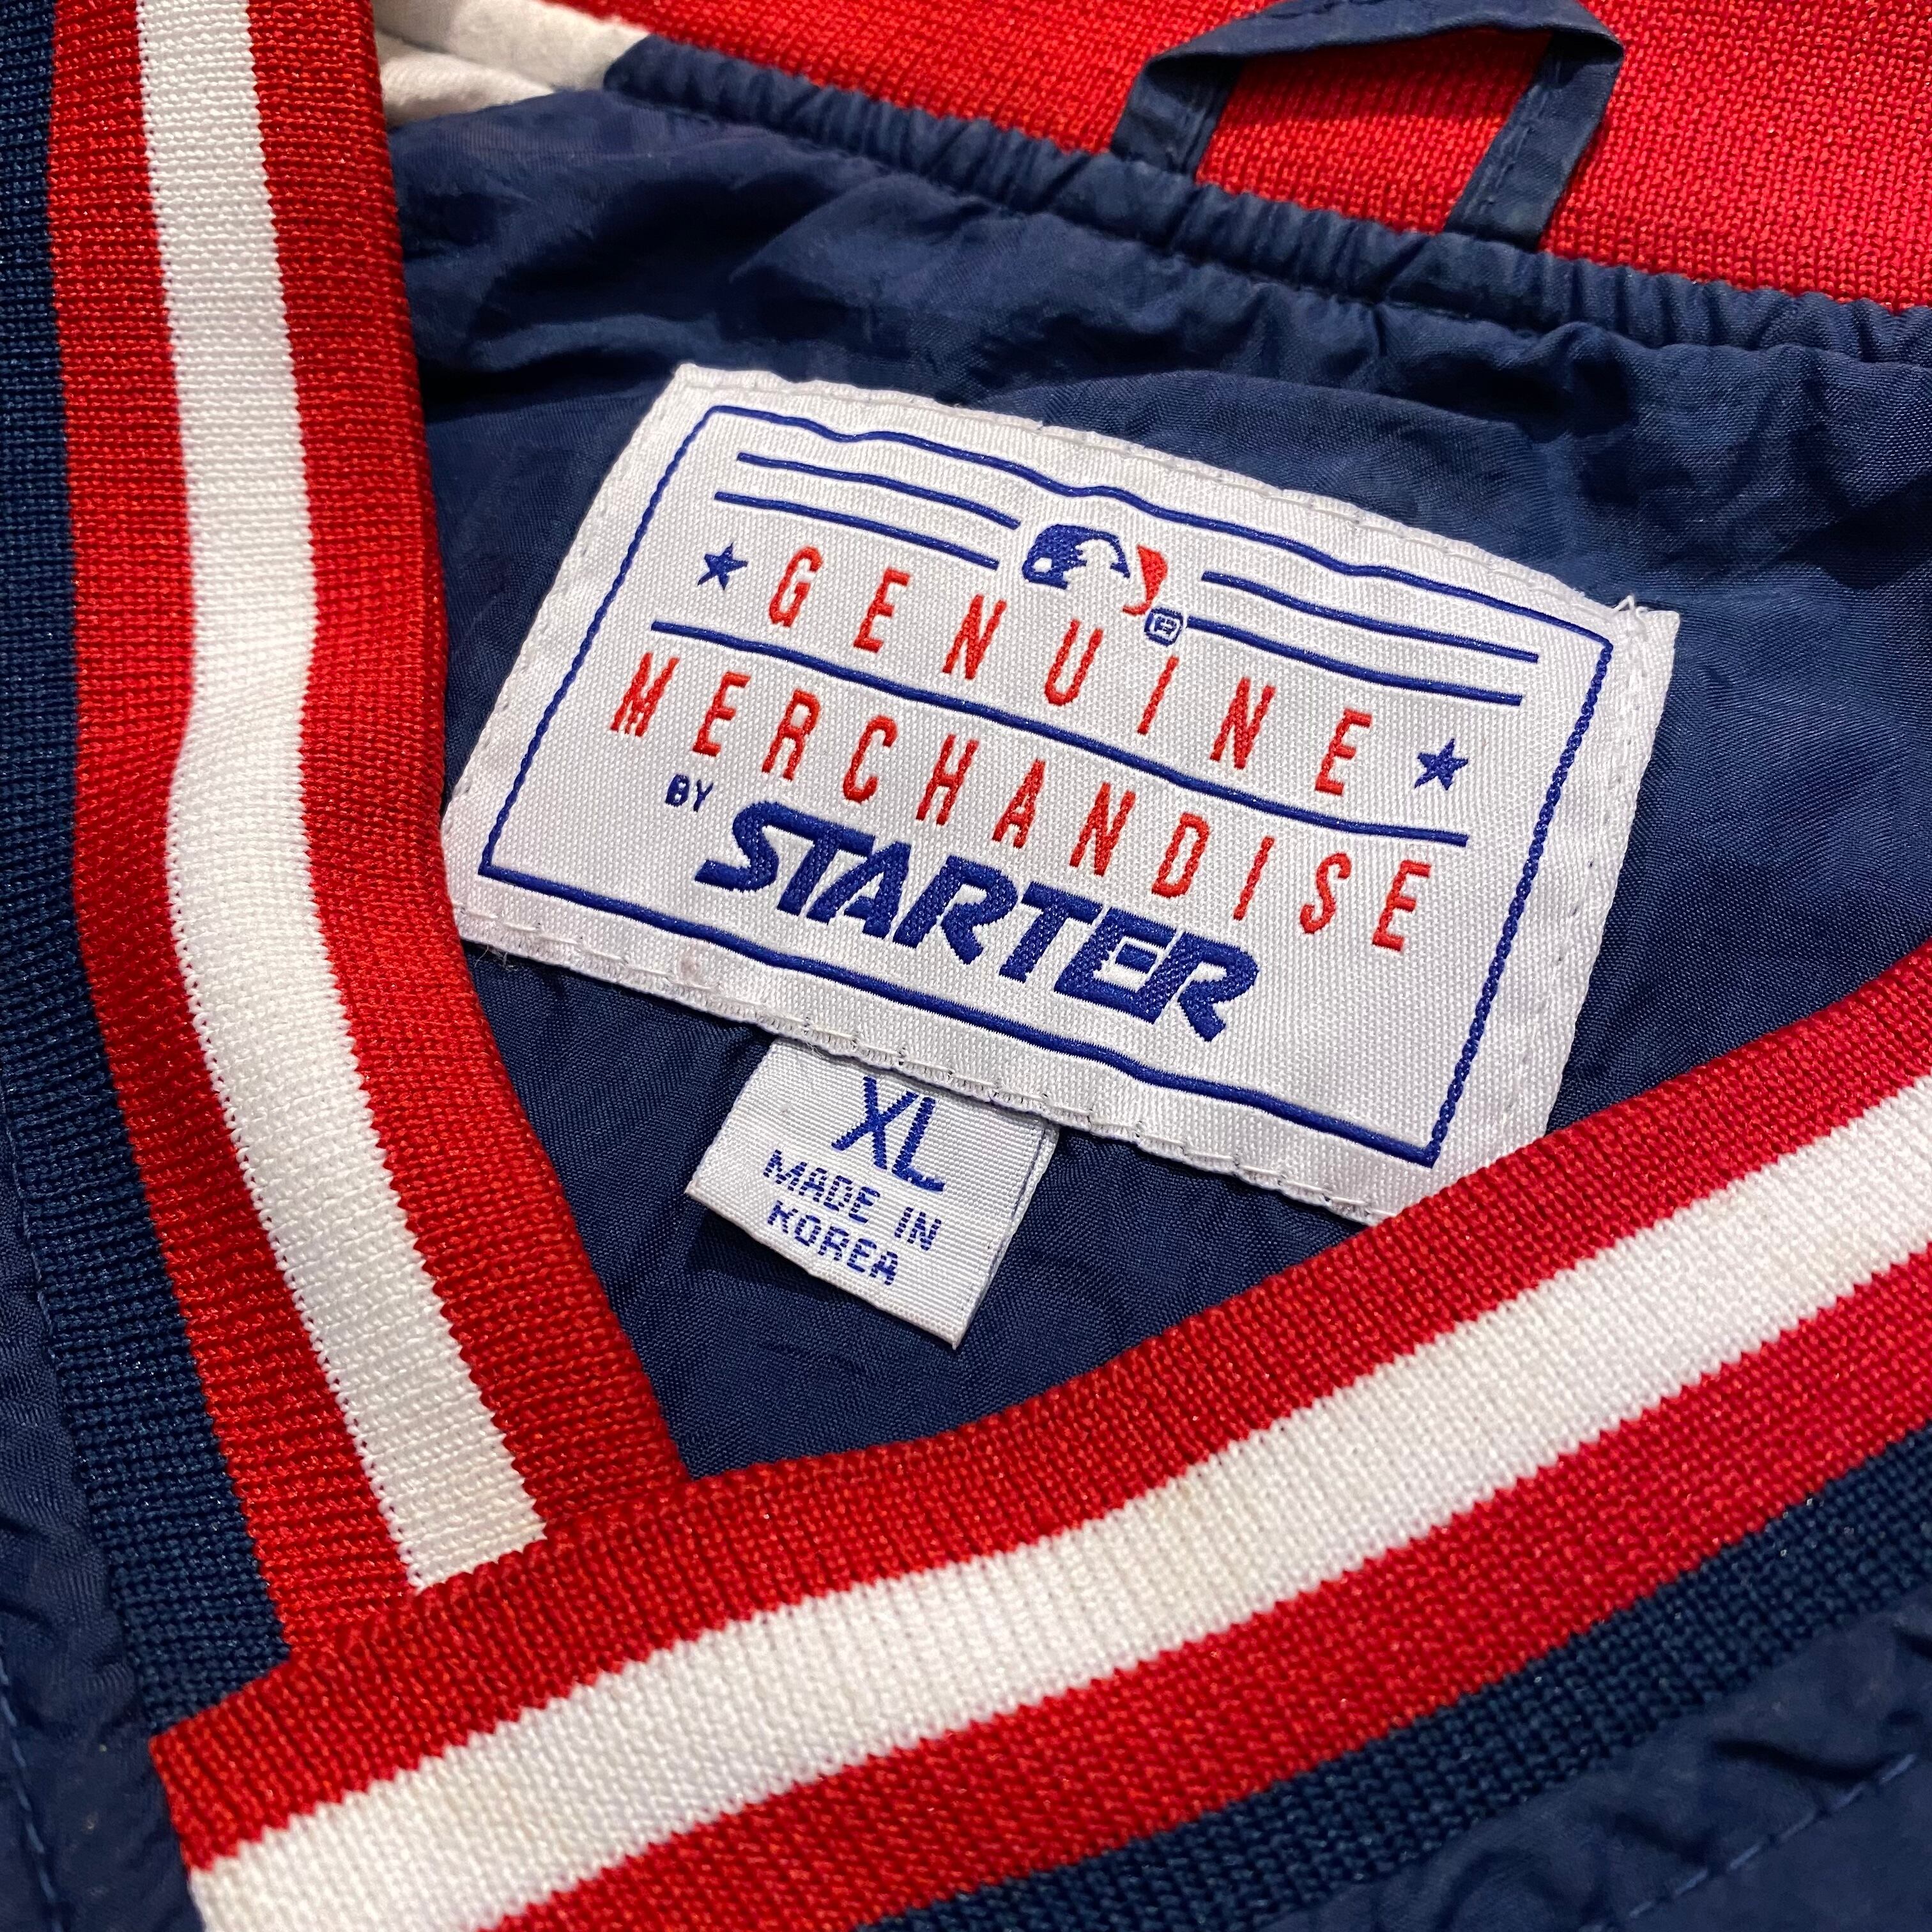 GENUINE
MERCHANDISE
BY STARTER
XL
MADE IN
KOREA